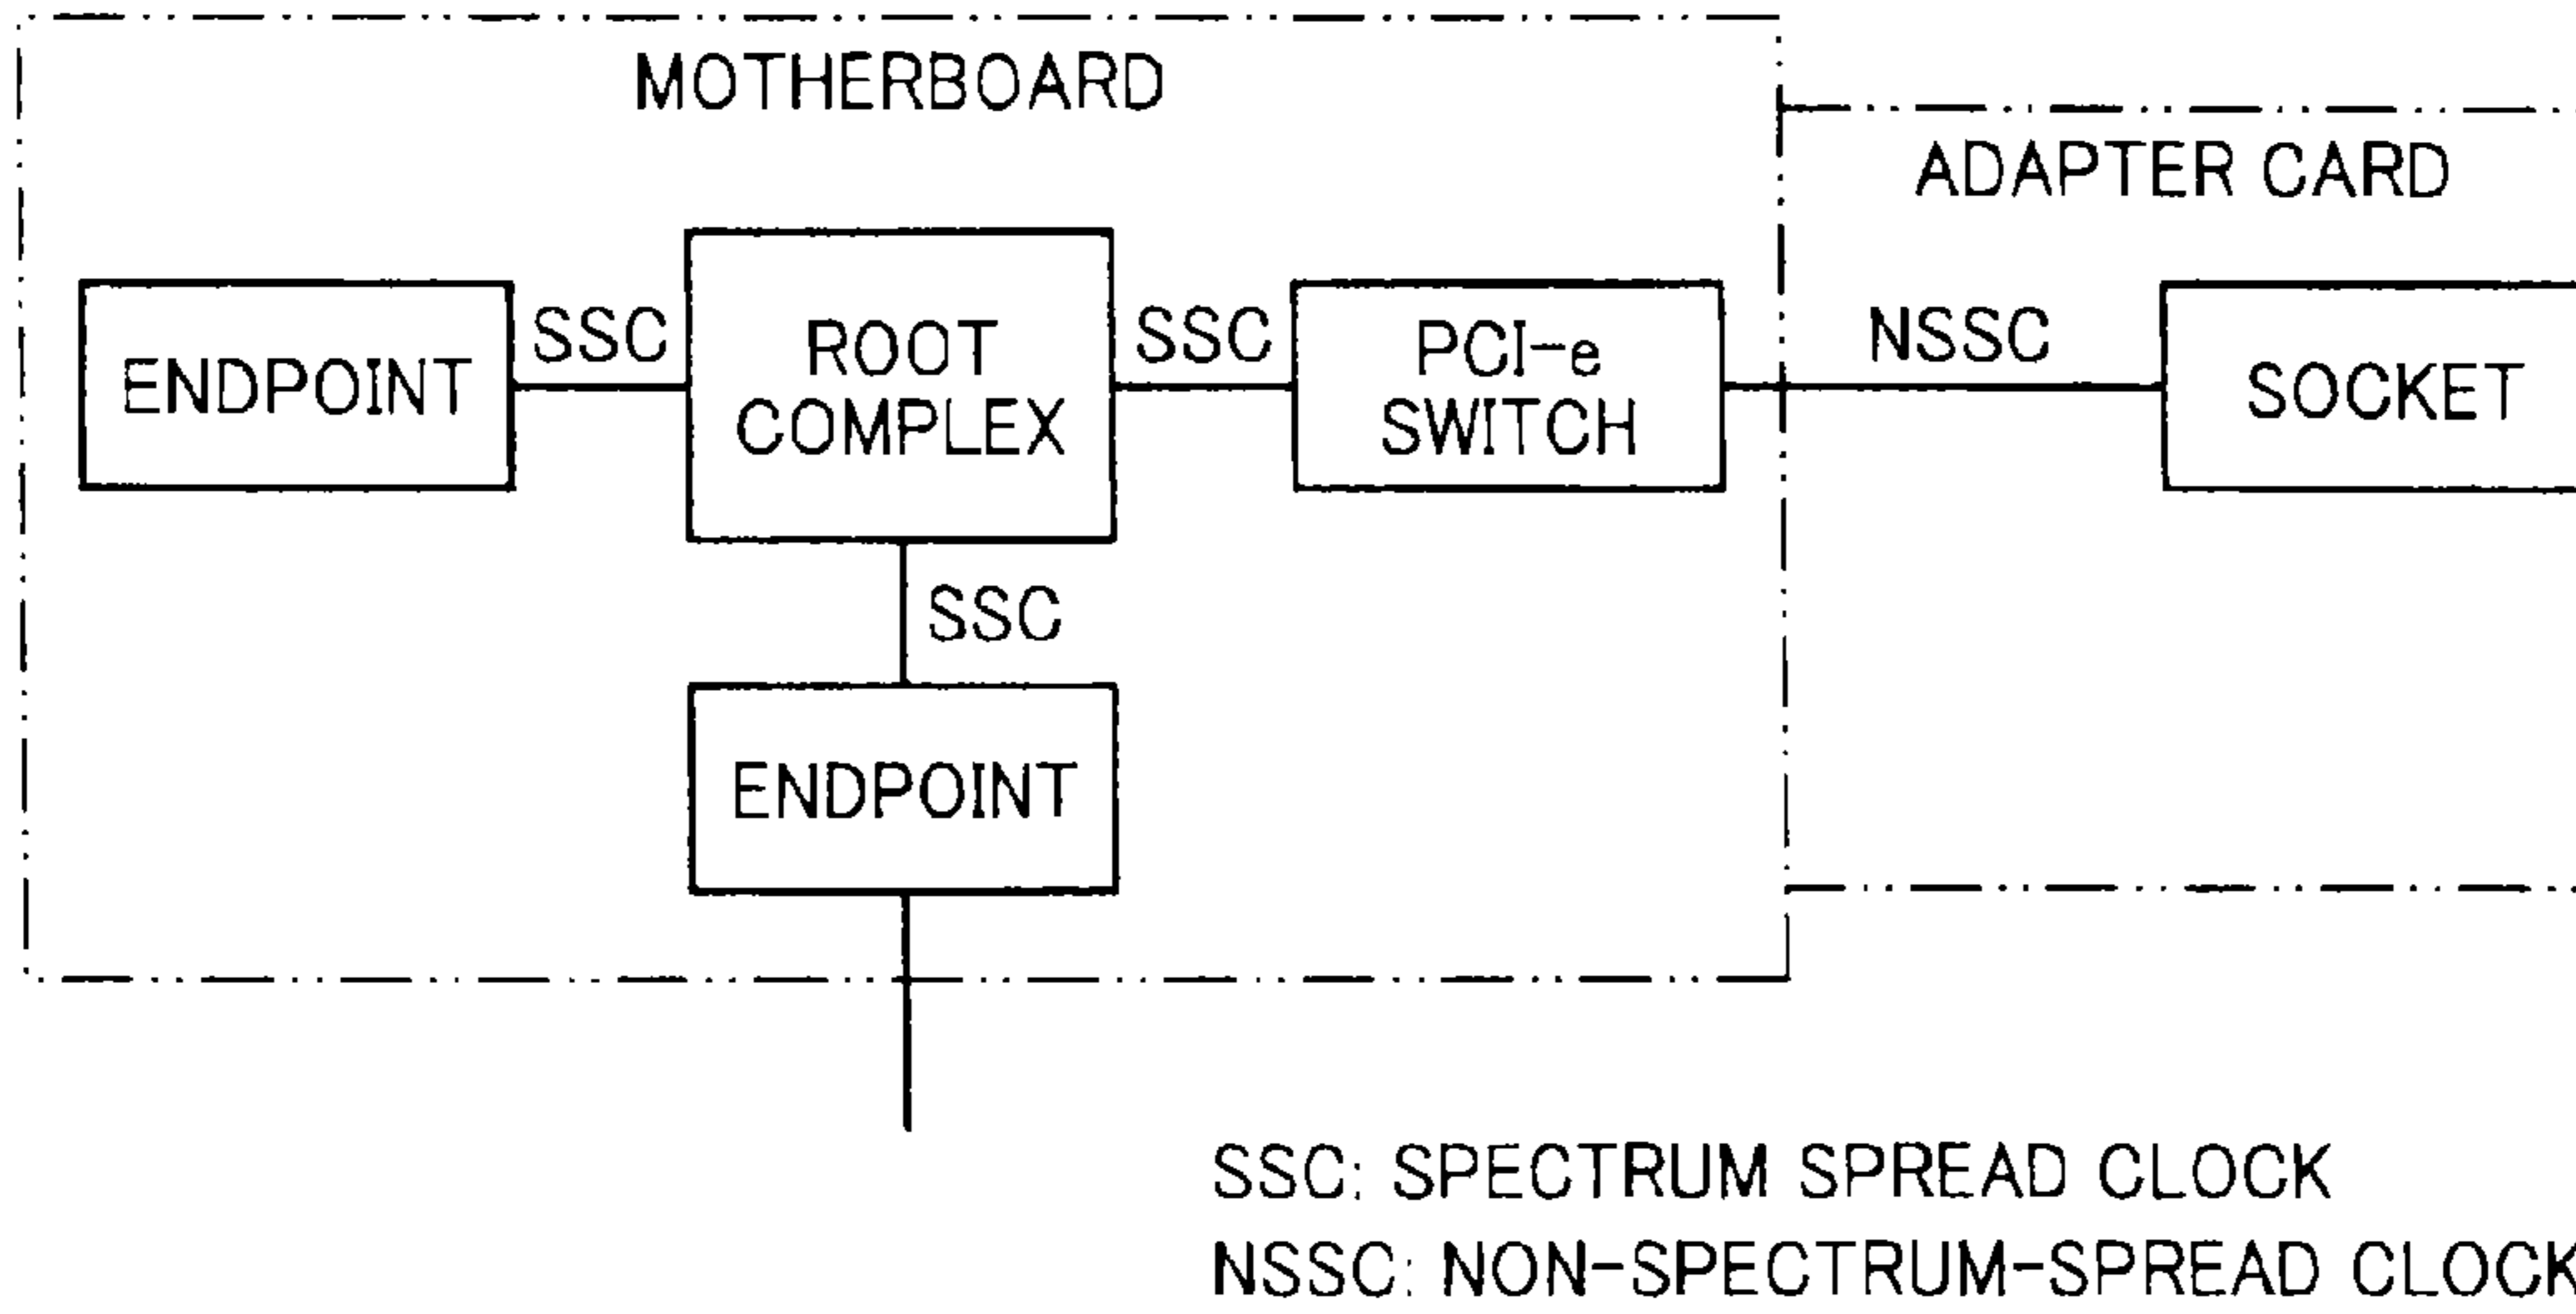 MOTHERBOARD
ADAPTER CARD
ENDPOINT
SSC
ROOT
COMPLEX
SSC
PCI-e
SWITCH
NSSC
SOCKET
SSC
ENDPOINT
SSC: SPECTRUM SPREAD CLOCK
NSSC: NON-SPECTRUM-SPREAD CLOCK